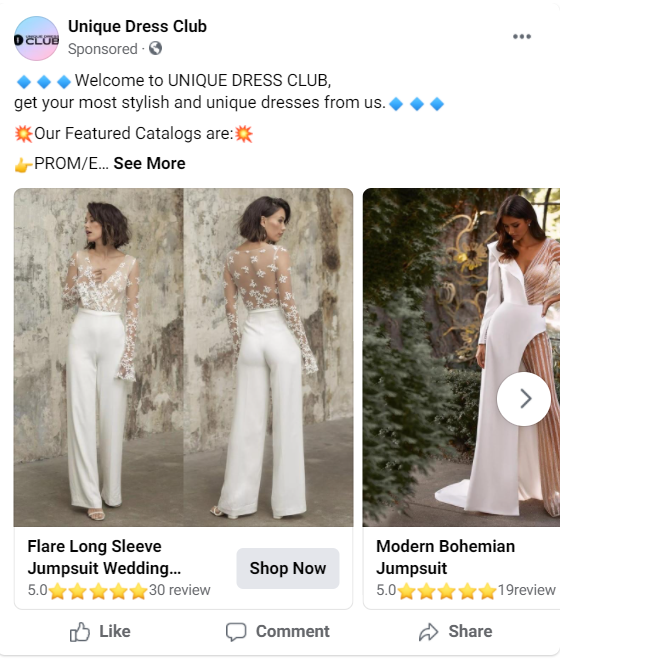 Unique Dress Club
Sponsored ·
UNIQUE DRESS
CLUB
🔹🔹🔹Welcome to UNIQUE DRESS CLUB,
get your most stylish and unique dresses from us.🔹🔹🔹
💥Our Featured Catalogs are:💥
👉PROM/E... See More
Flare Long Sleeve
Jumpsuit Wedding...
5.0⭐⭐⭐⭐⭐30 review
Shop Now
Modern Bohemian
Jumpsuit
5.0⭐⭐⭐⭐⭐19review
Like
Comment
Share